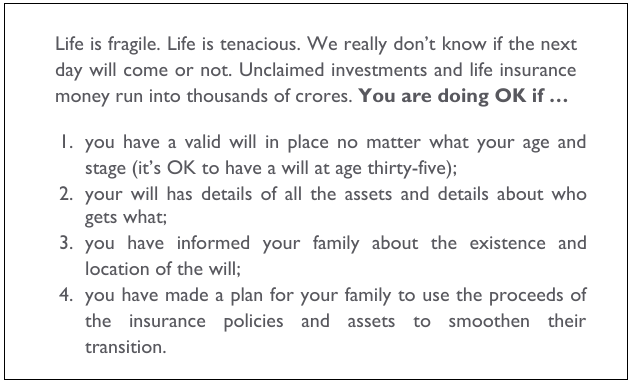 Life is fragile. Life is tenacious. We really don’t know if the next
day will come or not. Unclaimed investments and life insurance
money run into thousands of crores. You are doing OK if …
1. you have a valid will in place no matter what your age and
stage (it’s OK to have a will at age thirty-five);
2. your will has details of all the assets and details about who
gets what;
3. you have informed your family about the existence and
location of the will;
4. you have made a plan for your family to use the proceeds of
the insurance policies and assets to smoothen their
transition.